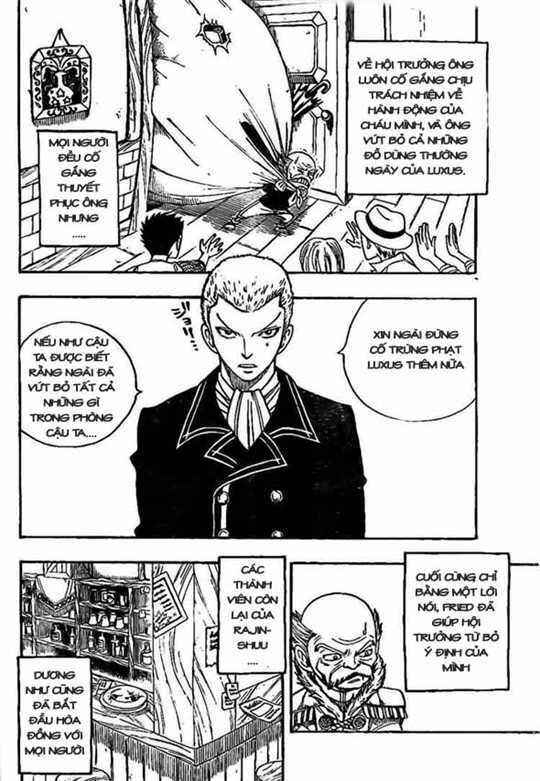 VỀ HỘI TRƯỞNG ÔNG
LUÔN CỐ GẮNG CHỊU
TRÁCH NHIỆM VỀ
HÀNH ĐỘNG CỦA
CHÁU MÌNH, VÀ ÔNG
VỨT BỎ CẢ NHỮNG
ĐỒ DÙNG THƯỜNG
NGÀY CỦA LUXUS.
MỌI NGƯỜI
ĐỀU CỐ
GẮNG
THUYẾT
PHỤC ÔNG
NHƯNG
.....
XIN NGÀI ĐỪNG
CỐ TRỪNG PHẠT
LUXUS THÊM NỮA
NẾU NHƯ CẬU
TA ĐƯỢC BIẾT
RẰNG NGÀI ĐÃ
VỨT BỎ TẤT CẢ
NHỮNG GÌ
TRONG PHÒNG
CẬU TA....
CUỐI CÙNG CHỈ
BẰNG MỘT LỜI
NÓI, FRIED ĐÃ
GIÚP HỘI
TRƯỞNG TỪ BỎ
Ý ĐỊNH CỦA
MÌNH
CÁC
THÀNH
VIÊN CÒN
LẠI CỦA
RAJIN-
SHUU
....
DƯỜNG
NHƯ CŨNG
ĐÃ BẮT
ĐẦU HÒA
ĐỒNG VỚI
MỌI NGƯỜI